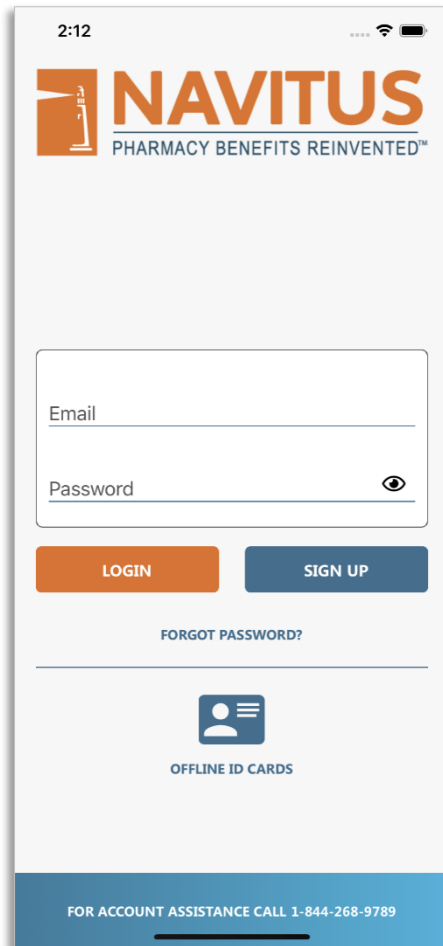 2:12
NAVITUS
PHARMACY BENEFITS REINVENTED™
Email
Password
LOGIN
SIGN UP
FORGOT PASSWORD?
OFFLINE ID CARDS
FOR ACCOUNT ASSISTANCE CALL 1-844-268-9789